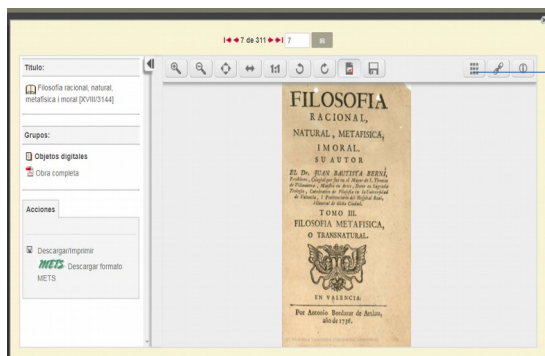 7 de 311
7
Título:
Filosofía racional, natural,
metafísica i moral [XVIII/3144]
Grupos:
Objetos digitales
Obra completa
Acciones
Descargar/Imprimir
METS Descargar formato
METS
1:1
FILOSOFIA
RACIONAL,
NATURAL, METAFISICA,
I MORAL.
SU AUTOR
EL Dr. JUAN BAUTISTA BERNI,
TOMO III.
FILOSOFIA METAFISICA,
O TRANSNATURAL.
EN VALENCIA:
Por Antonio Bordazar de Artazu,
año de 1736.